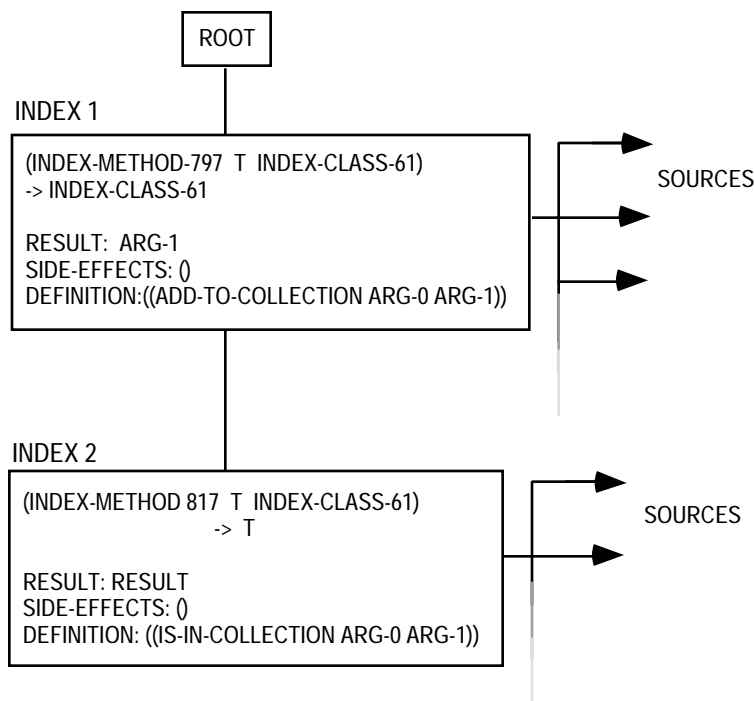 ROOT
INDEX 1
(INDEX-METHOD-797 T INDEX-CLASS-61)
-> INDEX-CLASS-61
RESULT: ARG-1
SIDE-EFFECTS: ()
DEFINITION:((ADD-TO-COLLECTION ARG-0 ARG-1))
SOURCES
INDEX 2
(INDEX-METHOD 817 T INDEX-CLASS-61)
-> T
RESULT: RESULT
SIDE-EFFECTS: ()
DEFINITION: ((IS-IN-COLLECTION ARG-0 ARG-1))
SOURCES